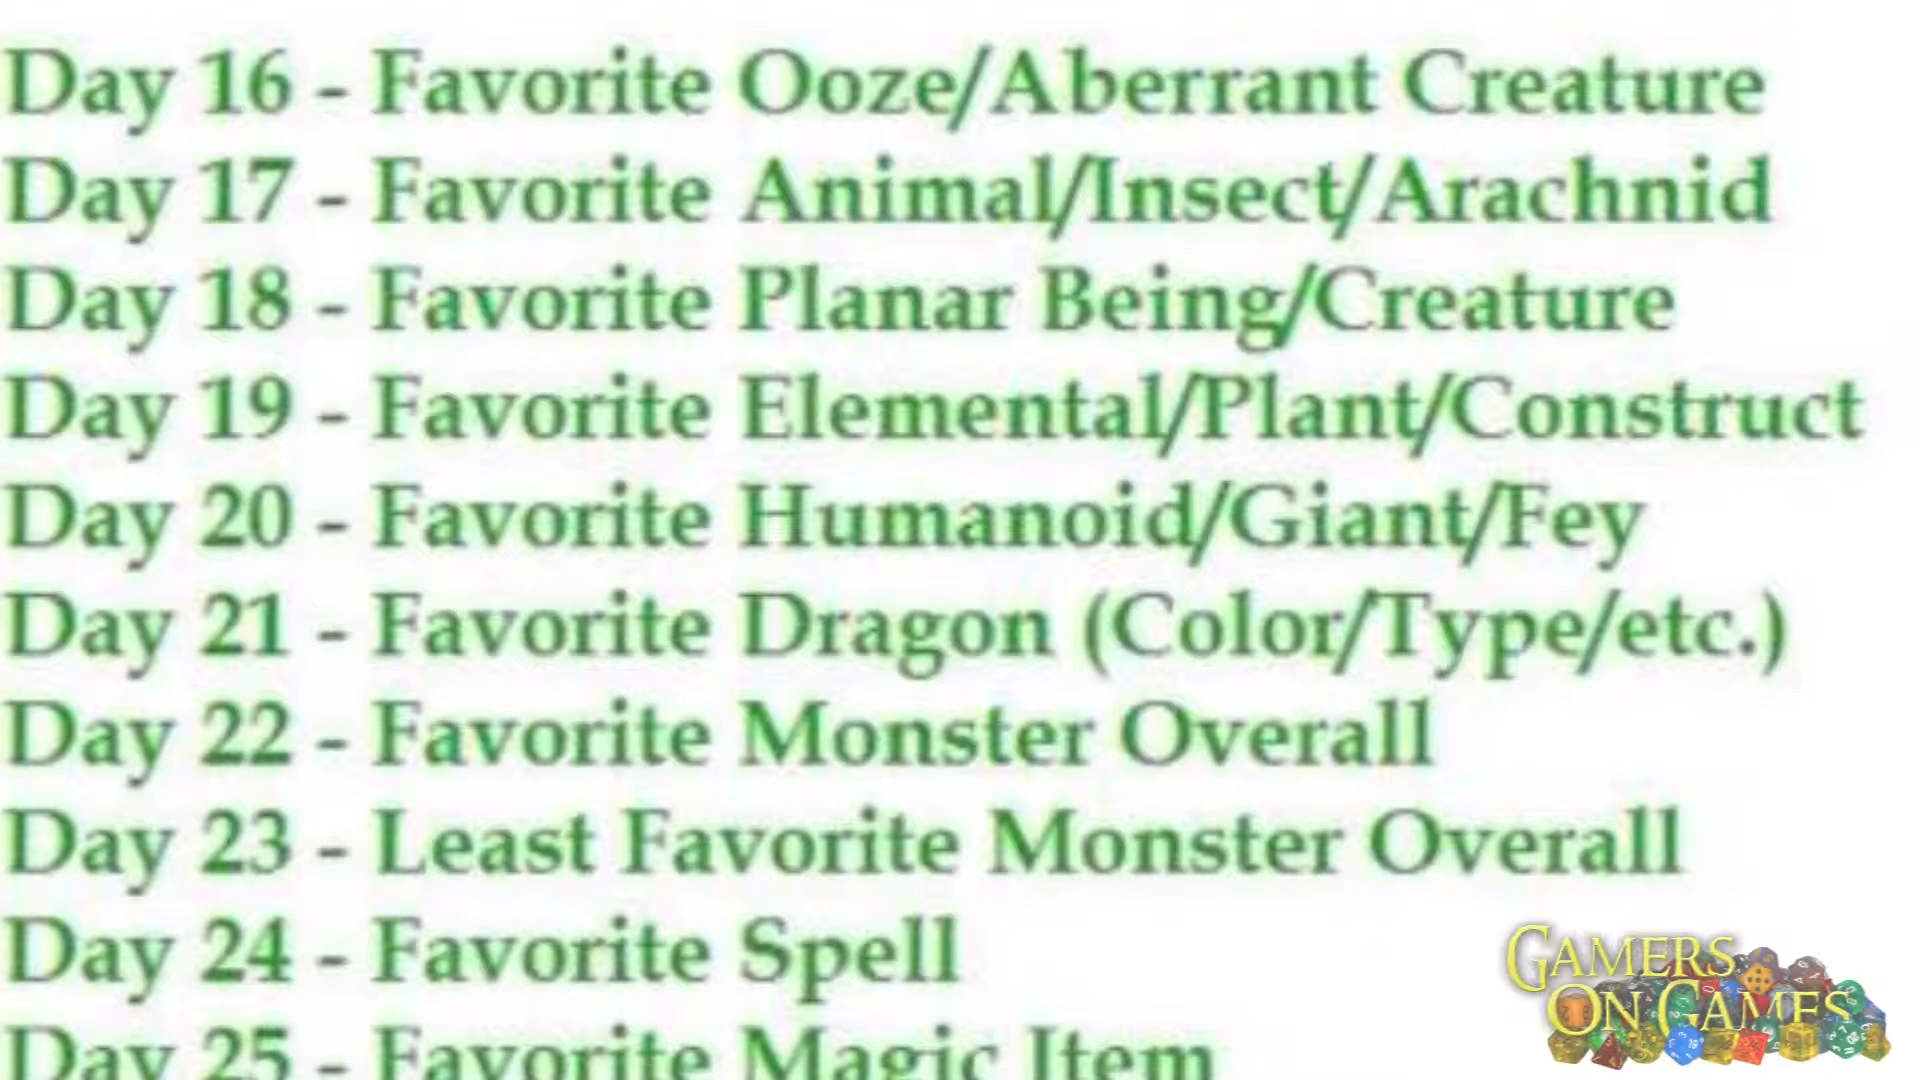 Day 16 - Favorite Ooze/Aberrant Creature
Day 17 - Favorite Animal/Insect/Arachnid
Day 18 - Favorite Planar Being/Creature
Day 19 - Favorite Elemental/Plant/Construct
Day 20 - Favorite Humanoid/Giant/Fey
Day 21 - Favorite Dragon (Color/Type/etc.)
Day 22 - Favorite Monster Overall
Day 23 - Least Favorite Monster Overall
Day 24 - Favorite Spell
Day 25 - Favorite Magic Item
GAMERS
ON GAMES